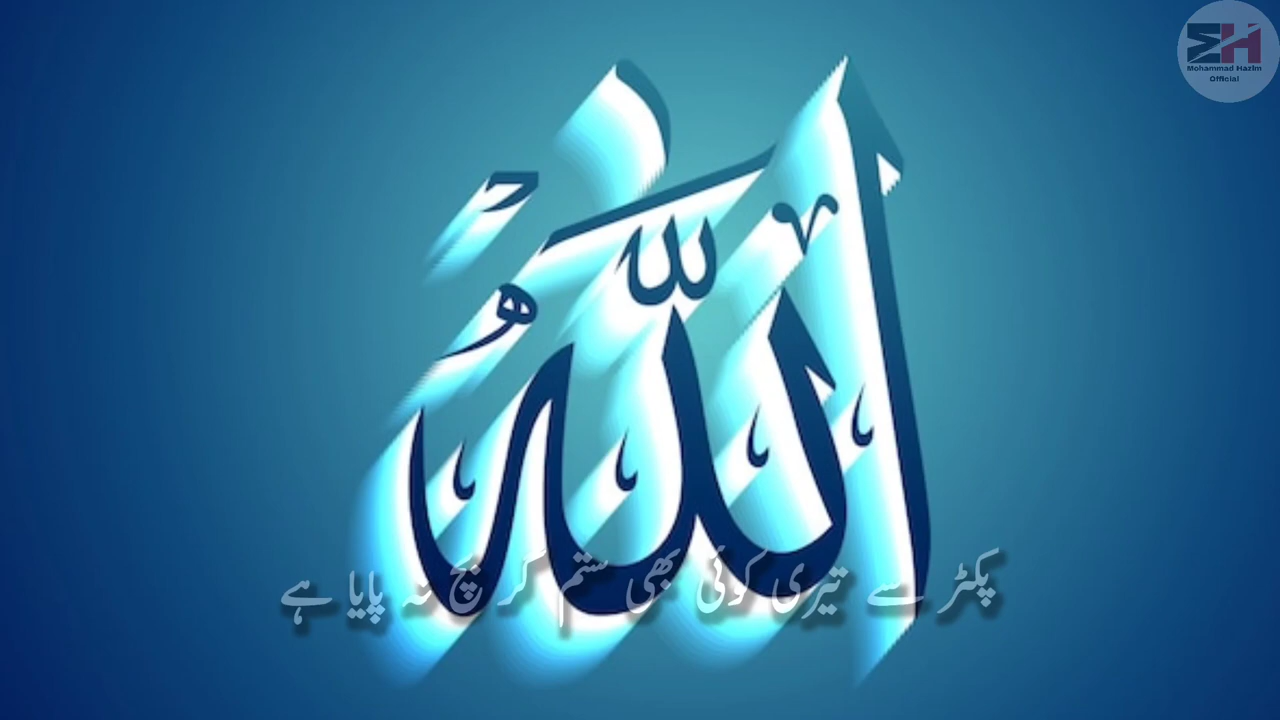 Mohammad Hazim
Official
الله
پکڑ سے تیری کوئی بھی ستم گر بچ نہ پایا ہے